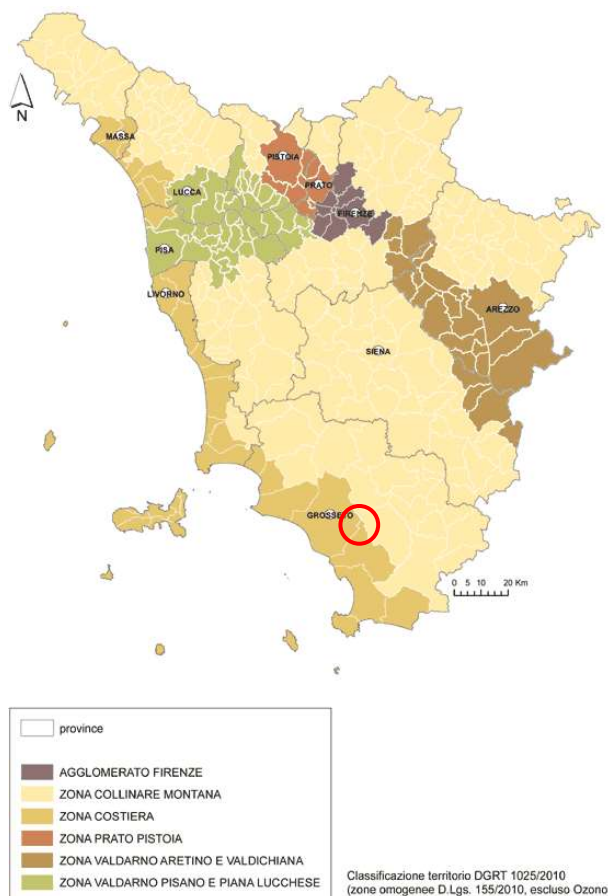 N
MASSA
PISTOIA
PRATO
LUCCA
FIRENZE
PISA
LIVORNO
AREZZO
SIENA
GROSSETO
0 5 10 20 Km
province
AGGLOMERATO FIRENZE
ZONA COLLINARE MONTANA
ZONA COSTIERA
ZONA PRATO PISTOIA
ZONA VALDARNO ARETINO E VALDICHIANA
ZONA VALDARNO PISANO E PIANA LUCCHESE
Classificazione territorio DGRT 1025/2010
(zone omogenee D.Lgs. 155/2010, escluso Ozono